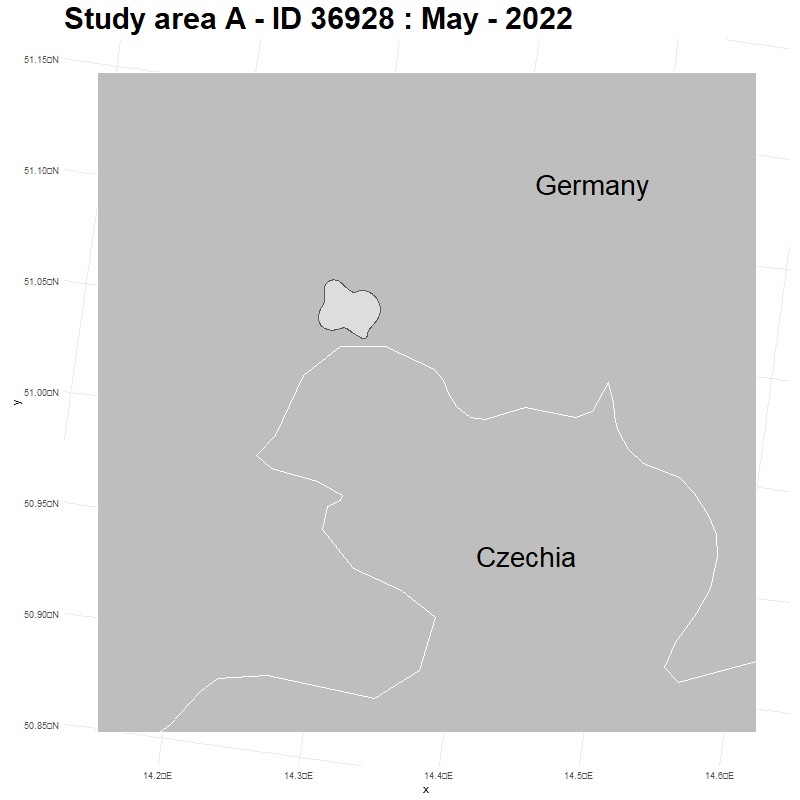 Study area A - ID 36928 : May - 2022
51.15□N
51.10□N
Germany
51.05□N
51.00□N
y
50.95□N
Czechia
50.90□N
50.85□N
14.2□E 14.3□E 14.4□E 14.5□E 14.6□E
x